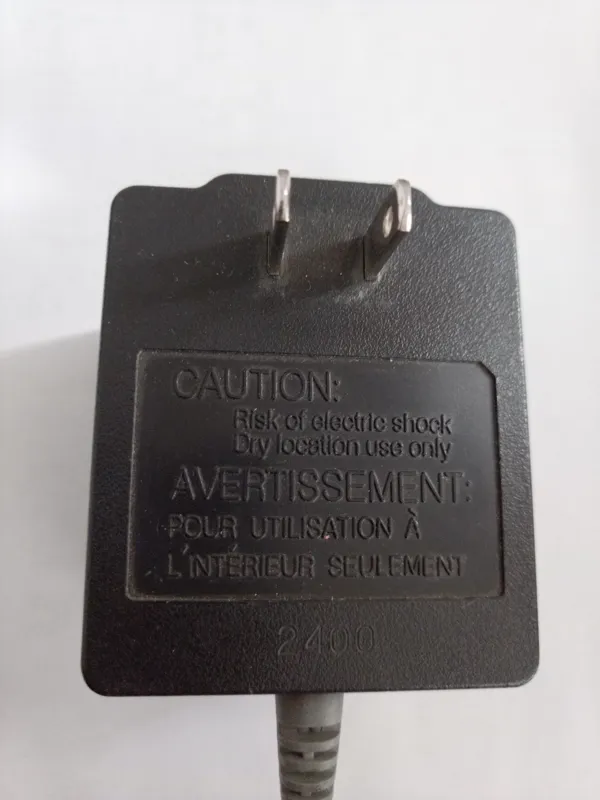 CAUTION:
Risk of electric shock
Dry location use only
AVERTISSEMENT:
POUR UTILISATION À
L'INTÉRIEUR SEULEMENT
2400